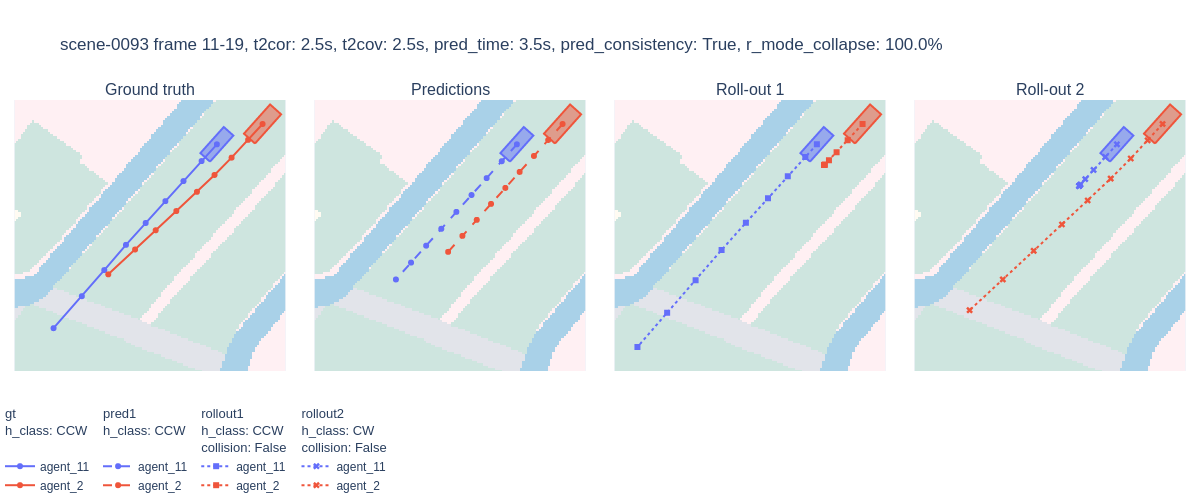 scene-0093 frame 11-19, t2cor: 2.5s, t2cov: 2.5s, pred_time: 3.5s, pred_consistency: True, r_mode_collapse: 100.0%
Ground truth
Predictions
Roll-out 1
Roll-out 2
gt
h_class: CCW
agent_11
agent_2
pred1
h_class: CCW
agent_11
agent_2
rollout1
h_class: CCW
collision: False
agent_11
agent_2
rollout2
h_class: CW
collision: False
agent_11
agent_2